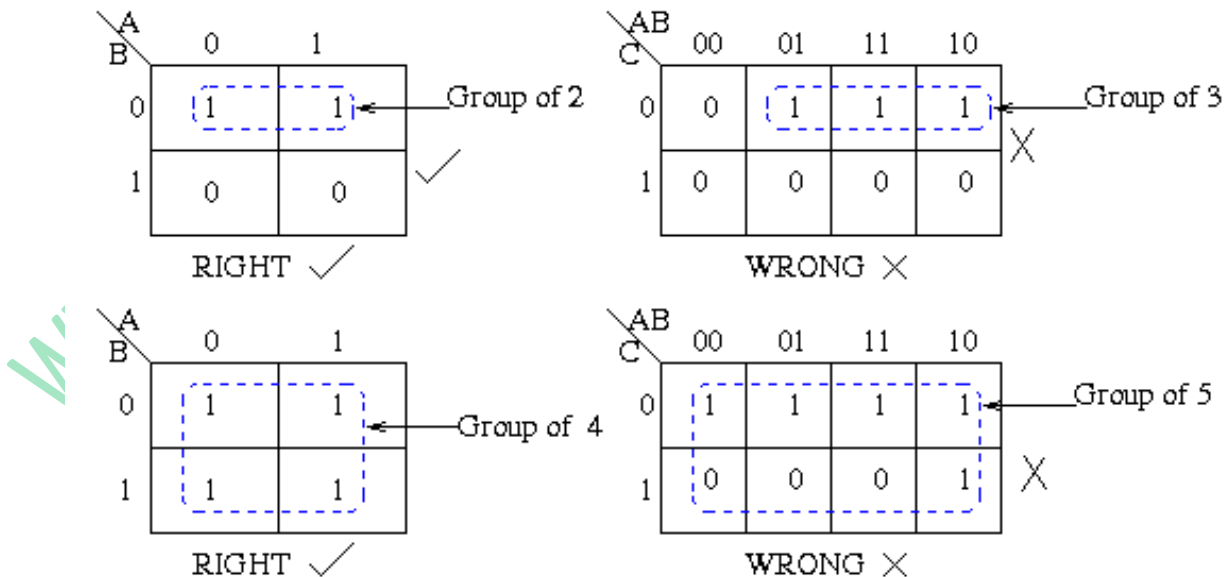 A
B
0 1
0 1 1 Group of 2
1 0 0
RIGHT ✓
AB
C
00 01 11 10
0 0 1 1 1 Group of 3
X
1 0 0 0 0
WRONG ×
A
B
0 1
0 1 1
Group of 4
1 1 1
RIGHT ✓
AB
C
00 01 11 10
0 1 1 1 1 Group of 5
1 0 0 0 1 X
WRONG ×